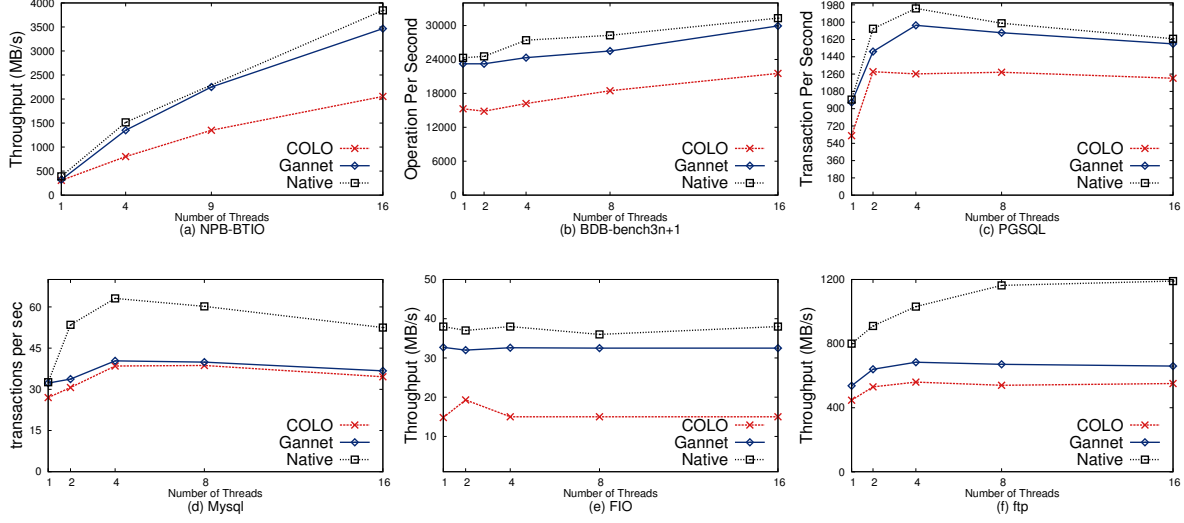 Throughput (MB/s)
4000
3500
3000
2500
2000
1500
1000
500
0
COLO
Gannet
Native
1 4 9 16
Number of Threads
(a) NPB-BTIO
Operation Per Second
30000
24000
18000
12000
6000
0
COLO
Gannet
Native
1 2 4 8 16
Number of Threads
(b) BDB-bench3n+1
Transaction Per Second
1980
1800
1620
1440
1260
1080
900
720
540
360
180
0
COLO
Gannet
Native
1 2 4 8 16
Number of Threads
(c) PGSQL
transactions per sec
60
45
30
15
0
COLO
Gannet
Native
1 2 4 8 16
Number of Threads
(d) Mysql
Throughput (MB/s)
50
40
30
20
10
COLO
Gannet
Native
1 2 4 8 16
Number of Threads
(e) FIO
Throughput (MB/s)
1200
800
400
0
COLO
Gannet
Native
1 2 4 8 16
Number of Threads
(f) ftp